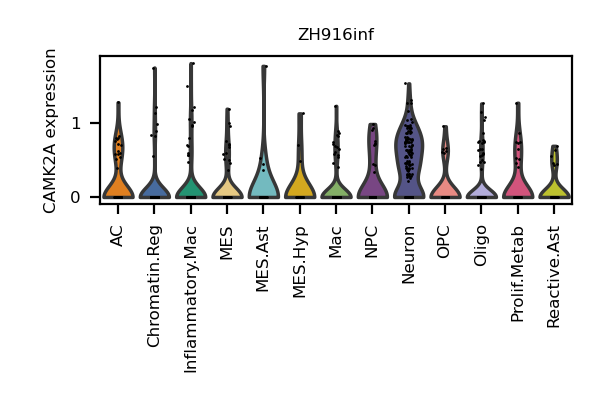 ZH916inf
CAMK2A expression
1
0
AC
Chromatin.Reg
Inflammatory.Mac
MES
MES.Ast
MES.Hyp
Mac
NPC
Neuron
OPC
Oligo
Prolif.Metab
Reactive.Ast